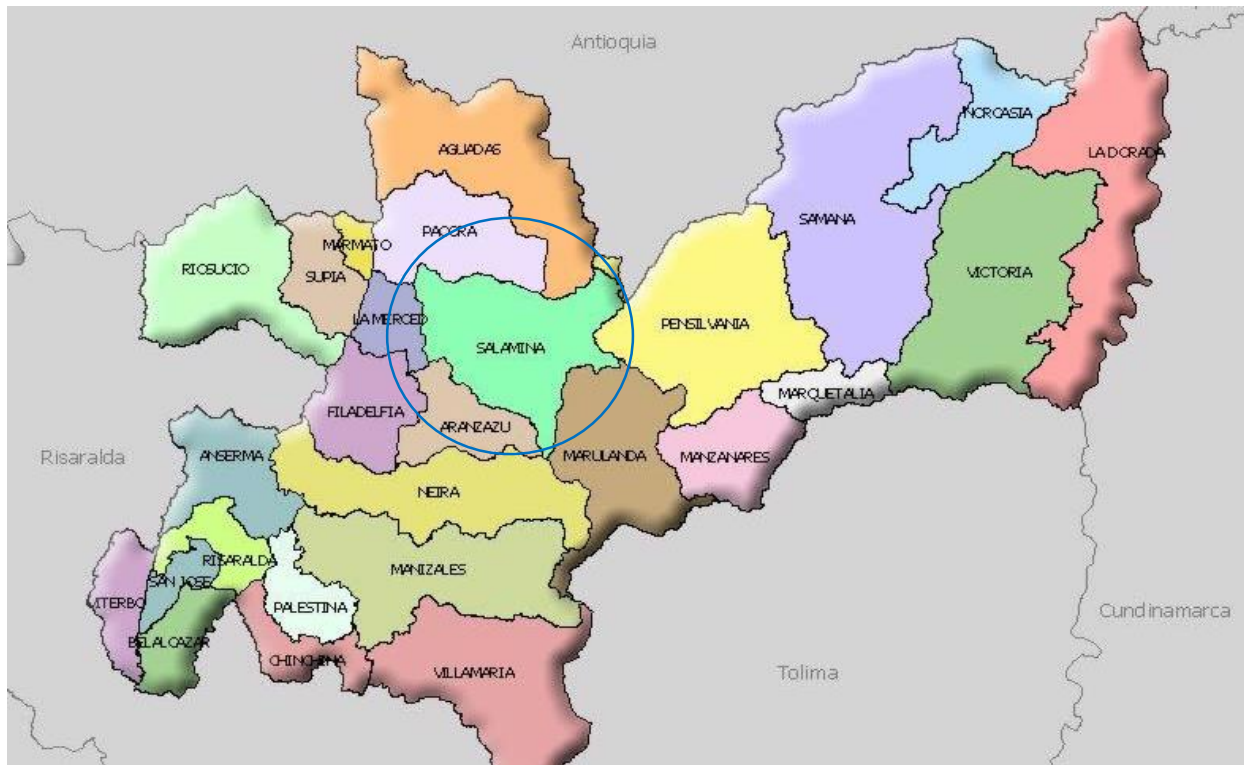 Antioquia
NORCASIA
AGUADAS
LA DORADA
SAMANA
PACORA
MARMATO
RIOSUCIO
SUPIA
VICTORIA
LA MERCED
PENSILVANIA
SALAMINA
MARQUETALIA
FILADELFIA
ARANZAZU
Risaralda
ANSERMA
MARULANDA
MANZANARES
NEIRA
RISARALDA
MANIZALES
SAN JOSE
VITERBO
PALESTINA
Cundinamarca
BELALCAZAR
CHINCHINA
VILLAMARIA
Tolima